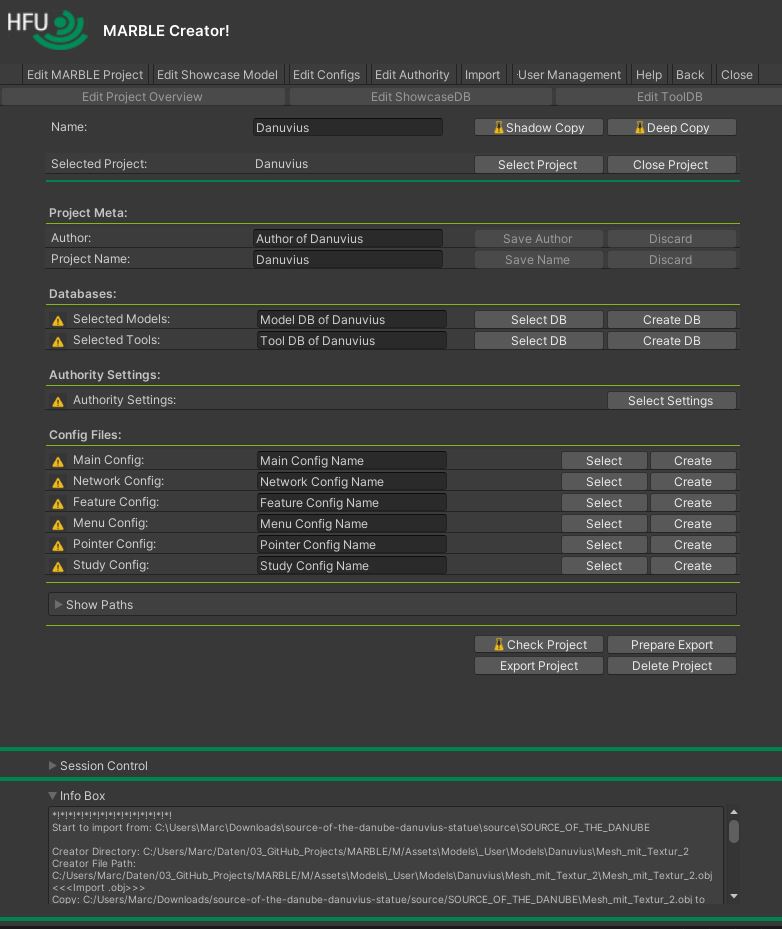 HFU
MARBLE Creator!
Edit MARBLE Project Edit Showcase Model Edit Configs Edit Authority Import User Management Help Back Close
Edit Project Overview Edit ShowcaseDB Edit ToolDB
Name: Danuvius Shadow Copy Deep Copy
Selected Project: Danuvius Select Project Close Project
Project Meta:
Author: Author of Danuvius Save Author Discard
Project Name: Danuvius Save Name Discard
Databases:
Selected Models: Model DB of Danuvius Select DB Create DB
Selected Tools: Tool DB of Danuvius Select DB Create DB
Authority Settings:
Authority Settings: Select Settings
Config Files:
Main Config: Main Config Name Select Create
Network Config: Network Config Name Select Create
Feature Config: Feature Config Name Select Create
Menu Config: Menu Config Name Select Create
Pointer Config: Pointer Config Name Select Create
Study Config: Study Config Name Select Create
Show Paths
Check Project Prepare Export
Export Project Delete Project
Session Control
Info Box
*!*!*!*!*!*!*!*!*!*!*!*!*!*!*!
Start to import from: C:\Users\Marc\Downloads\source-of-the-danube-danuvius-statue\source\SOURCE_OF_THE_DANUBE
Creator Directory: C:/Users/Marc/Daten/03_GitHub_Projects/MARBLE/M/Assets\Models\_User\Models\Danuvius\Mesh_mit_Textur_2
Creator File Path:
C:/Users/Marc/Daten/03_GitHub_Projects/MARBLE/M/Assets\Models\_User\Models\Danuvius\Mesh_mit_Textur_2\Mesh_mit_Textur_2.obj
<<<Import .obj>>>
Copy: C:/Users/Marc/Downloads/source-of-the-danube-danuvius-statue/source/SOURCE_OF_THE_DANUBE\Mesh_mit_Textur_2.obj to